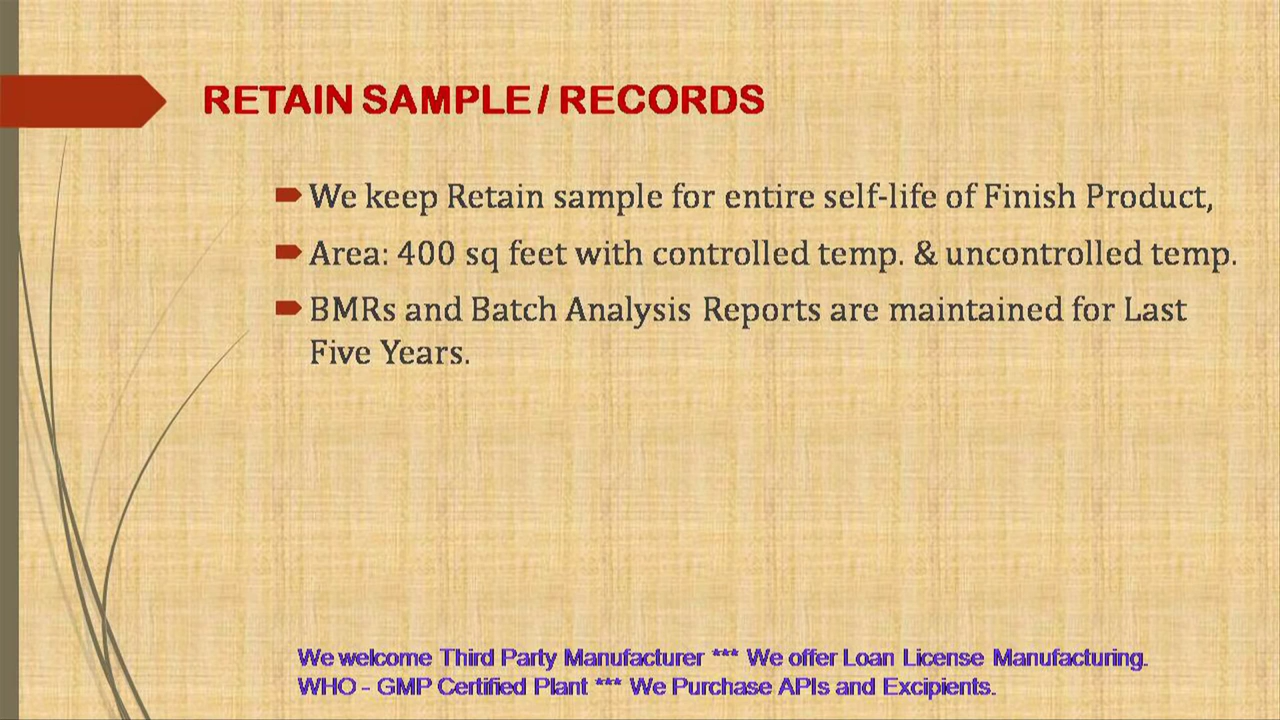 RETAIN SAMPLE / RECORDS
We keep Retain sample for entire self-life of Finish Product,
Area: 400 sq feet with controlled temp. & uncontrolled temp.
BMRs and Batch Analysis Reports are maintained for Last
Five Years.
We welcome Third Party Manufacturer *** We offer Loan License Manufacturing.
WHO - GMP Certified Plant *** We Purchase APIs and Excipients.